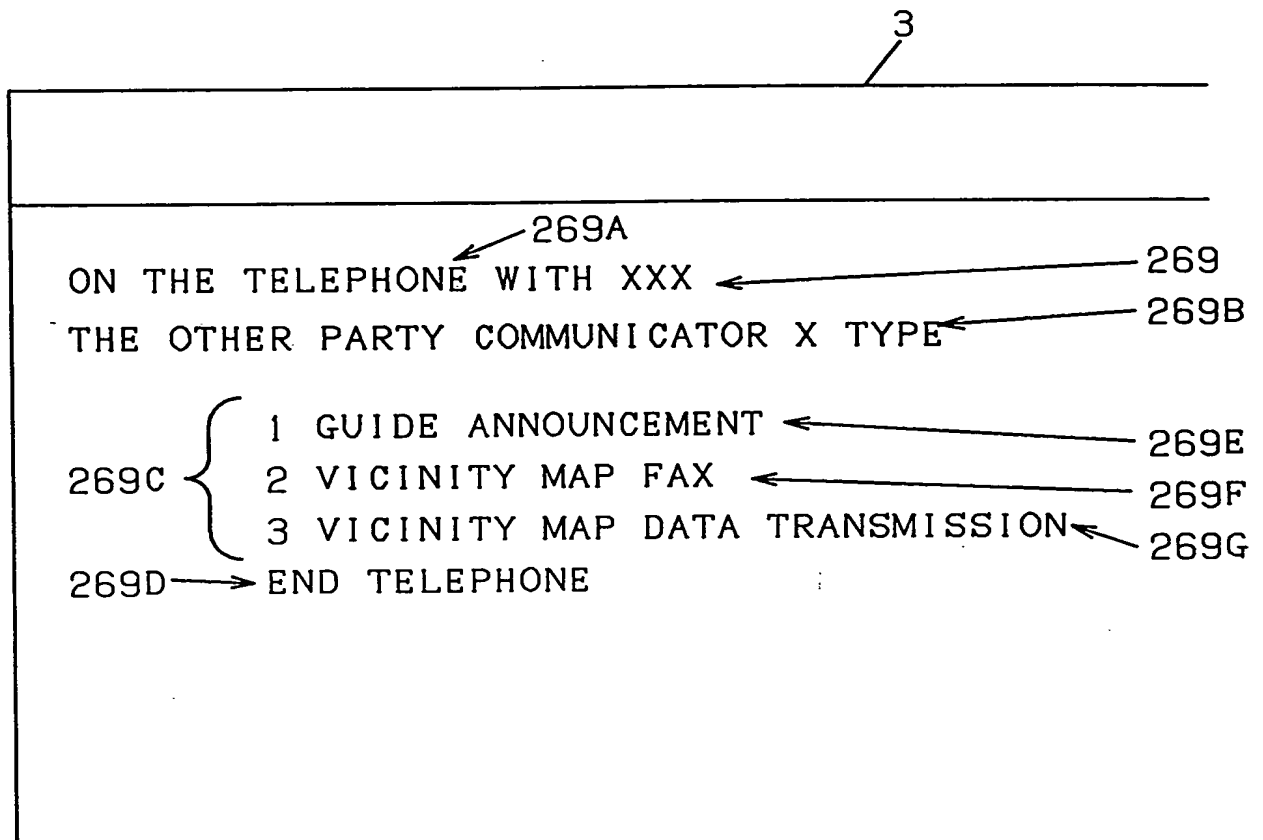 3
269A
ON THE TELEPHONE WITH XXX 269
THE OTHER PARTY COMMUNICATOR X TYPE 269B
1 GUIDE ANNOUNCEMENT 269E
269C 2 VICINITY MAP FAX 269F
3 VICINITY MAP DATA TRANSMISSION 269G
269D END TELEPHONE